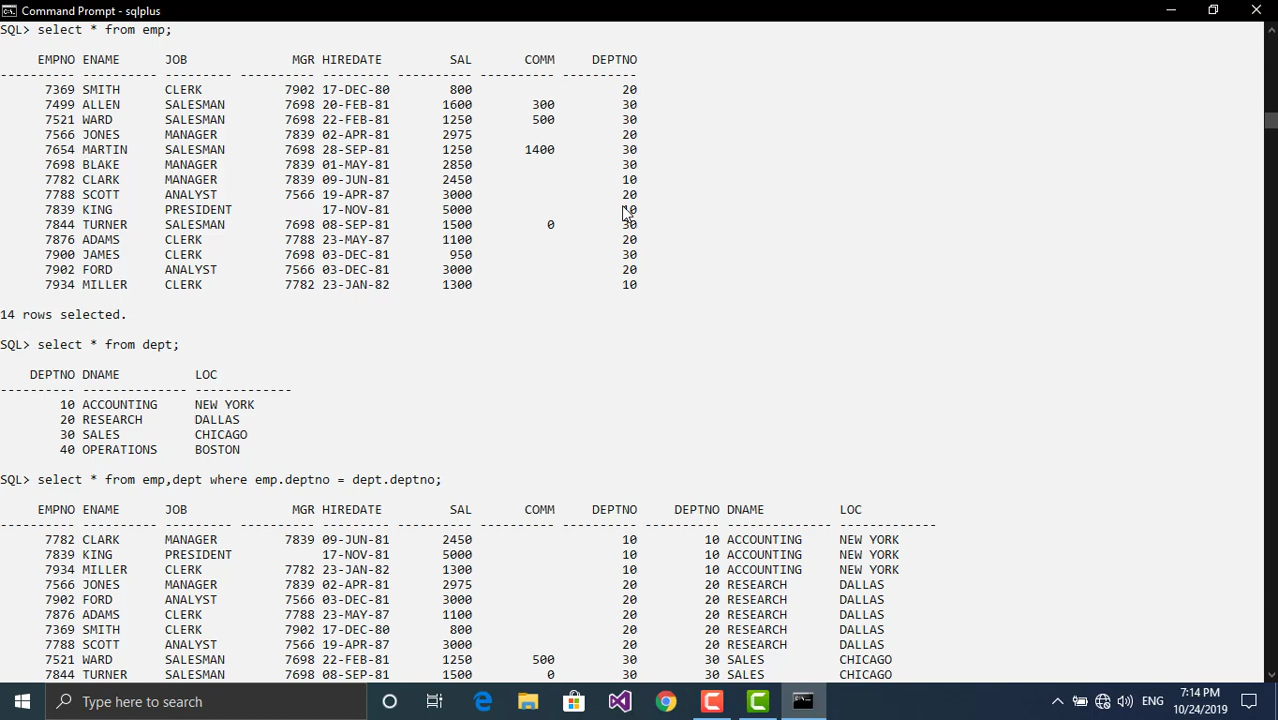 Command Prompt - sqlplus
SQL> select * from emp;
EMPNO ENAME JOB MGR HIREDATE SAL COMM DEPTNO
---------- ---------- --------- ---------- --------- ---------- ---------- ----------
7369 SMITH CLERK 7902 17-DEC-80 800 20
7499 ALLEN SALESMAN 7698 20-FEB-81 1600 300 30
7521 WARD SALESMAN 7698 22-FEB-81 1250 500 30
7566 JONES MANAGER 7839 02-APR-81 2975 20
7654 MARTIN SALESMAN 7698 28-SEP-81 1250 1400 30
7698 BLAKE MANAGER 7839 01-MAY-81 2850 30
7782 CLARK MANAGER 7839 09-JUN-81 2450 10
7788 SCOTT ANALYST 7566 19-APR-87 3000 20
7839 KING PRESIDENT 17-NOV-81 5000
7844 TURNER SALESMAN 7698 08-SEP-81 1500 0 30
7876 ADAMS CLERK 7788 23-MAY-87 1100 20
7900 JAMES CLERK 7698 03-DEC-81 950 30
7902 FORD ANALYST 7566 03-DEC-81 3000 20
7934 MILLER CLERK 7782 23-JAN-82 1300 10
14 rows selected.
SQL> select * from dept;
DEPTNO DNAME LOC
---------- -------------- -------------
10 ACCOUNTING NEW YORK
20 RESEARCH DALLAS
30 SALES CHICAGO
40 OPERATIONS BOSTON
SQL> select * from emp,dept where emp.deptno = dept.deptno;
EMPNO ENAME JOB MGR HIREDATE SAL COMM DEPTNO DEPTNO DNAME LOC
---------- ---------- --------- ---------- --------- ---------- ---------- ---------- ---------- -------------- -------------
7782 CLARK MANAGER 7839 09-JUN-81 2450 10 10 ACCOUNTING NEW YORK
7839 KING PRESIDENT 17-NOV-81 5000 10 10 ACCOUNTING NEW YORK
7934 MILLER CLERK 7782 23-JAN-82 1300 10 10 ACCOUNTING NEW YORK
7566 JONES MANAGER 7839 02-APR-81 2975 20 20 RESEARCH DALLAS
7902 FORD ANALYST 7566 03-DEC-81 3000 20 20 RESEARCH DALLAS
7876 ADAMS CLERK 7788 23-MAY-87 1100 20 20 RESEARCH DALLAS
7369 SMITH CLERK 7902 17-DEC-80 800 20 20 RESEARCH DALLAS
7788 SCOTT ANALYST 7566 19-APR-87 3000 20 20 RESEARCH DALLAS
7521 WARD SALESMAN 7698 22-FEB-81 1250 500 30 30 SALES CHICAGO
7844 TURNER SALESMAN 7698 08-SEP-81 1500 0 30 30 SALES CHICAGO
Type here to search
ENG
7:14 PM
10/24/2019